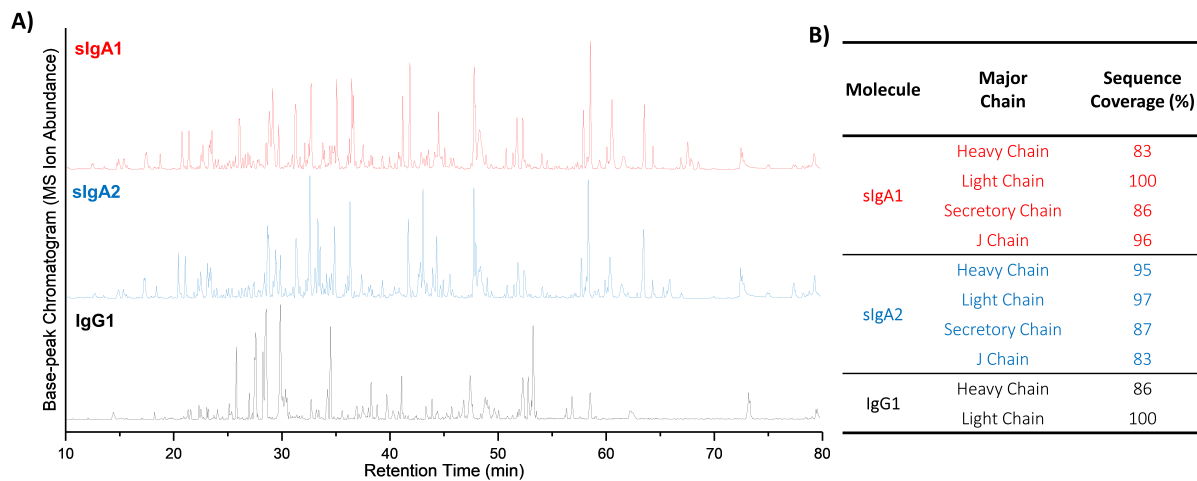 A)
sIgA1
sIgA2
IgG1
Base-peak Chromatogram (MS Ion Abundance)
10 20 30 40 50 60 70 80
Retention Time (min)
B)
Molecule Major Chain Sequence Coverage (%)
sIgA1
Heavy Chain 83
Light Chain 100
Secretory Chain 86
J Chain 96
sIgA2
Heavy Chain 95
Light Chain 97
Secretory Chain 87
J Chain 83
IgG1
Heavy Chain 86
Light Chain 100